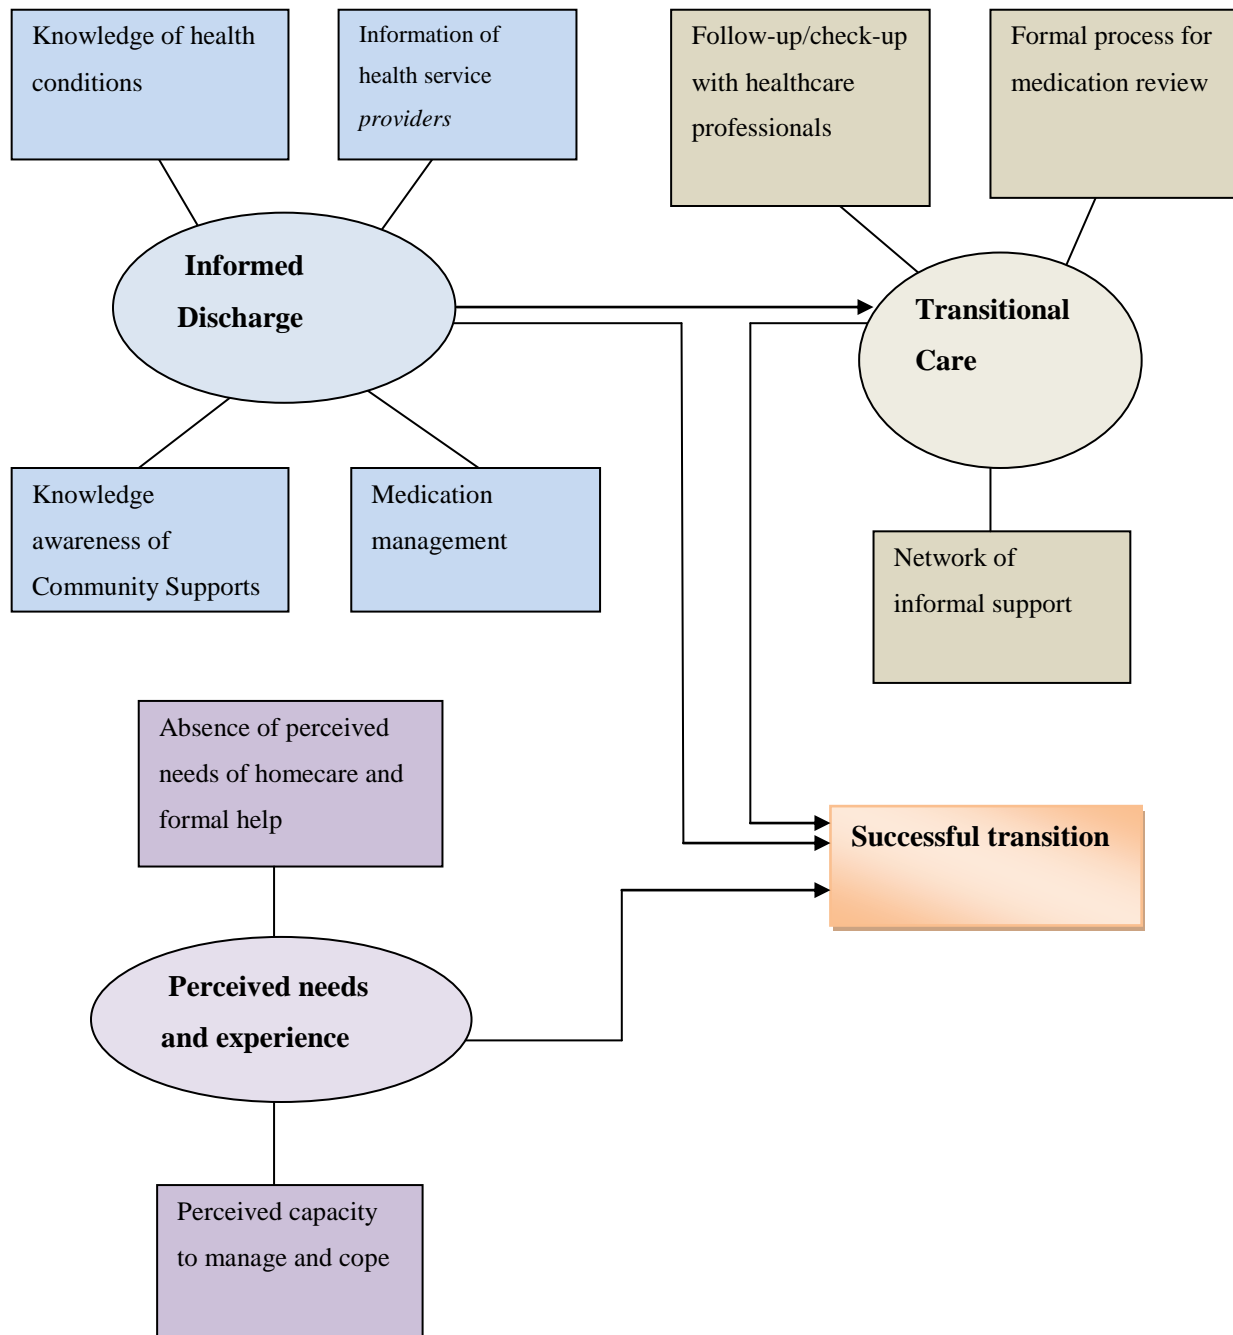 Knowledge of health
conditions
Information of
health service
providers
Follow-up/check-up
with healthcare
professionals
Formal process for
medication review
Informed
Discharge
Transitional
Care
Knowledge
awareness of
Community Supports
Medication
management
Network of
informal support
Absence of perceived
needs of homecare and
formal help
Successful transition
Perceived needs
and experience
Perceived capacity
to manage and cope